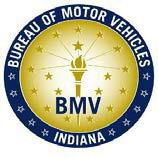 BUREAU OF MOTOR VEHICLES
BMV
INDIANA